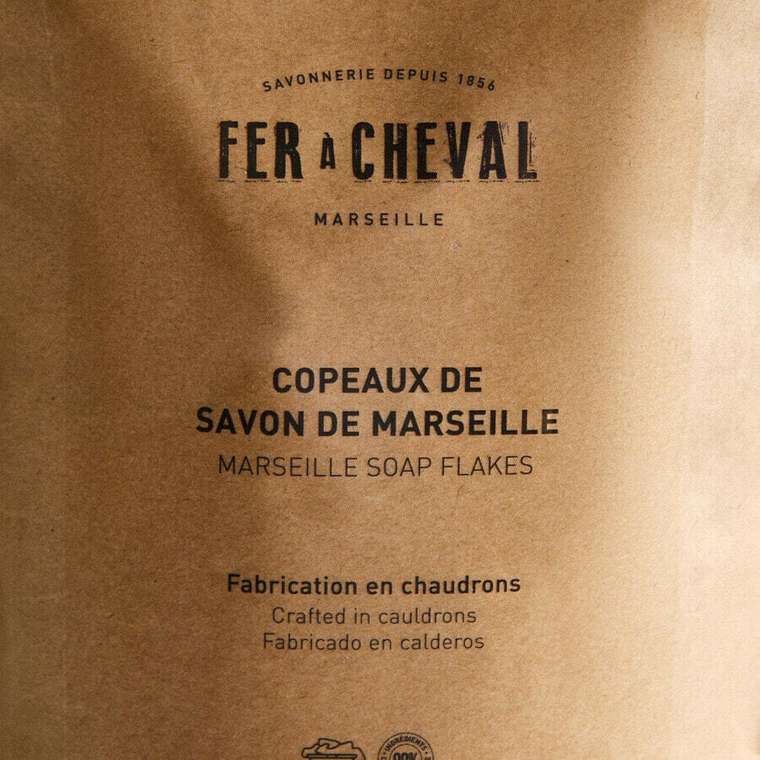 SAVONNERIE DEPUIS 1856
FER À CHEVAL
MARSEILLE
COPEAUX DE
SAVON DE MARSEILLE
MARSEILLE SOAP FLAKES
Fabrication en chaudrons
Crafted in cauldrons
Fabricado en calderos
INGRÉDIENTS